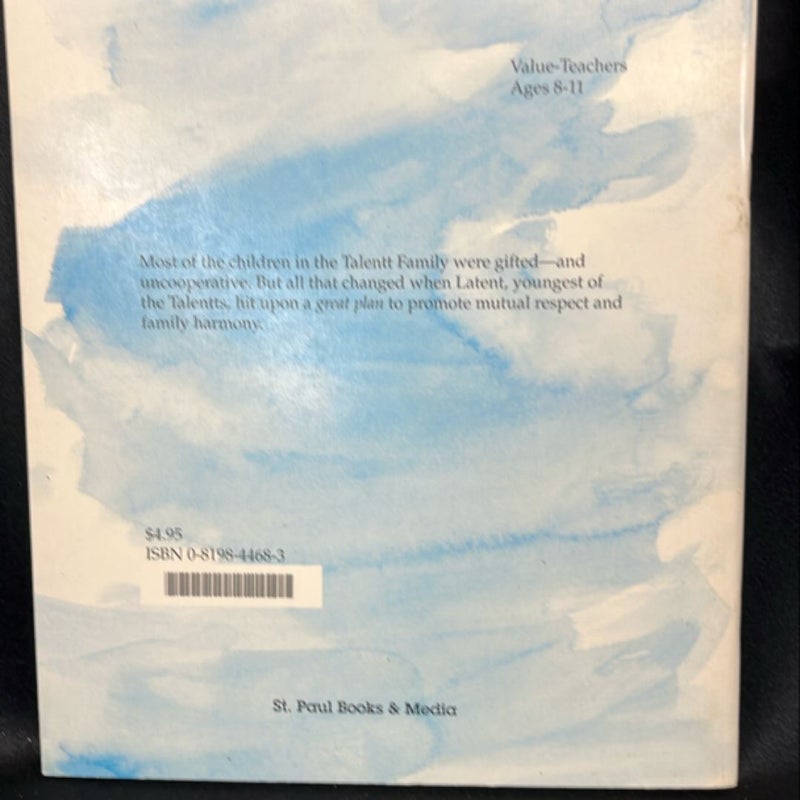 Value-Teachers
Ages 8-11
Most of the children in the Talentt Family were gifted—and
uncooperative. But all that changed when Latent, youngest of
the Talentts, hit upon a great plan to promote mutual respect and
family harmony.
$4.95
ISBN 0-8198-4468-3
St. Paul Books & Media